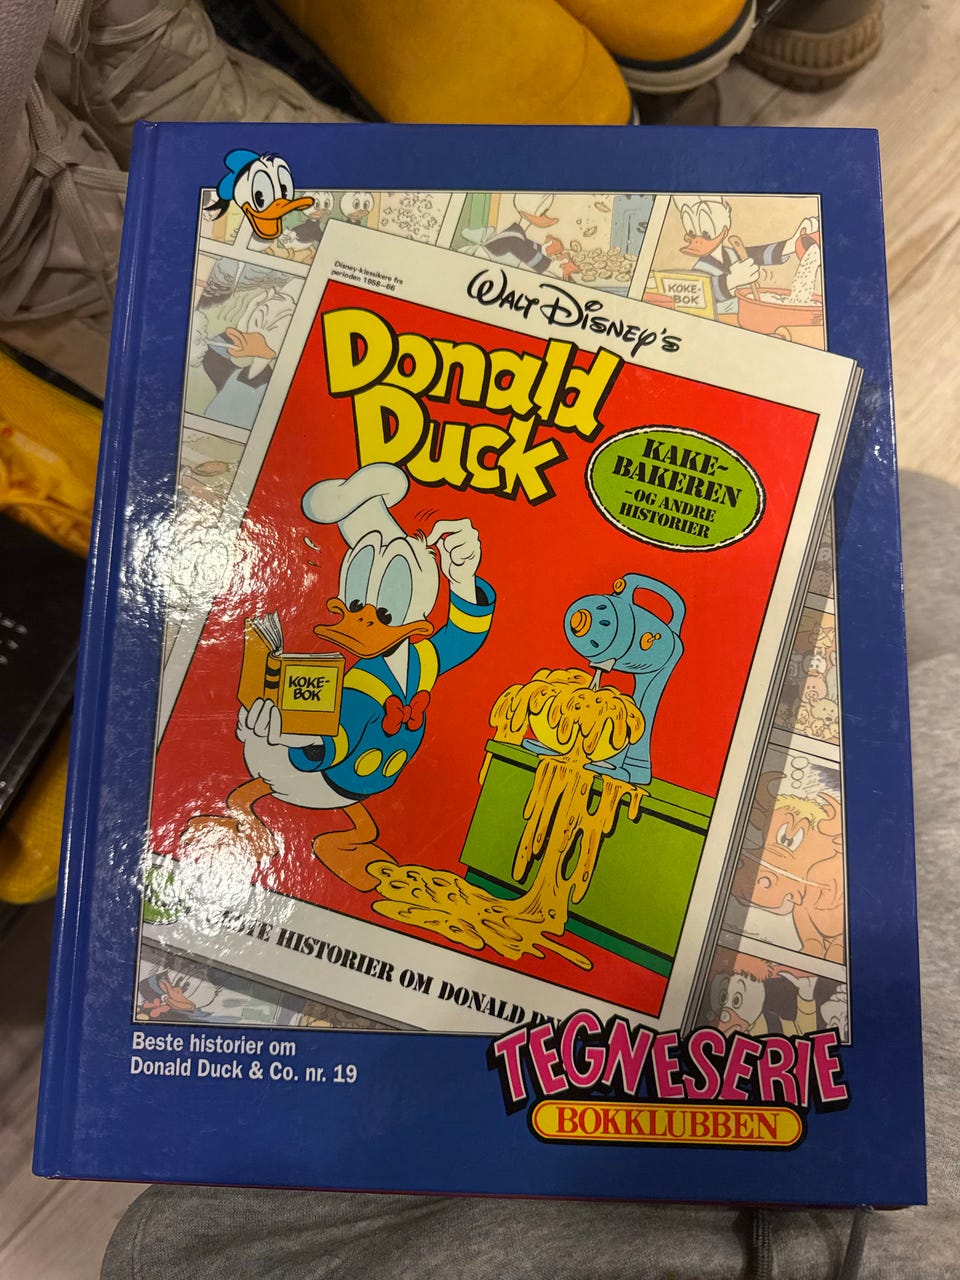 KOKE-
BOK
Disney-klassikere fra
perioden 1958-66
WALT DISNEY'S
Donald
Duck
KAKE-
BAKEREN
-OG ANDRE
HISTORIER
KOKE-
BOK
HISTORIER OM DONALD
Beste historier om
Donald Duck & Co. nr. 19
TEGNESERIE
BOKKLUBBEN